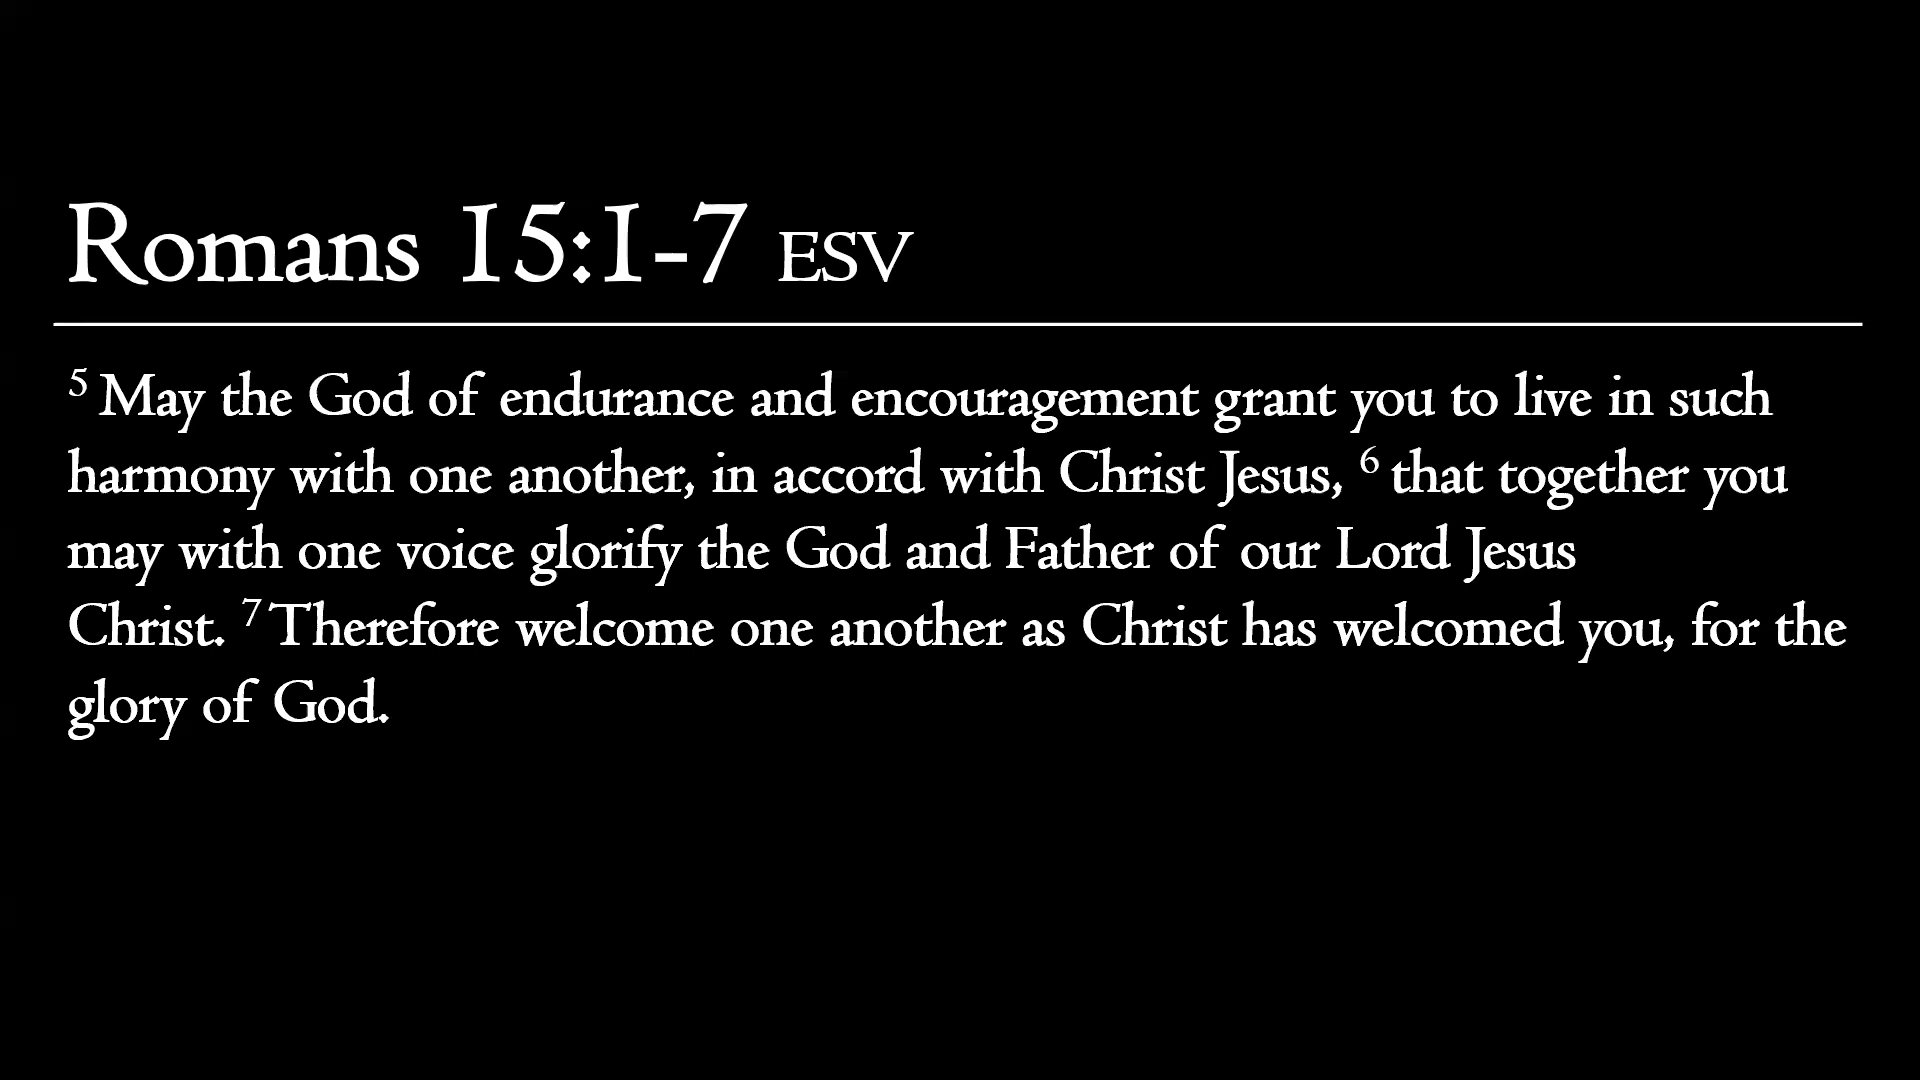 Romans 15:1-7 ESV
5 May the God of endurance and encouragement grant you to live in such
harmony with one another, in accord with Christ Jesus, 6 that together you
may with one voice glorify the God and Father of our Lord Jesus
Christ. 7 Therefore welcome one another as Christ has welcomed you, for the
glory of God.